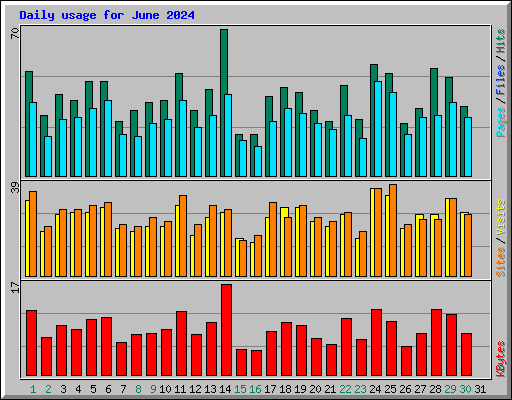 Daily usage for June 2024
70
Pages / Files / Hits
39
Sites / Visits
17
KBytes
1 2 3 4 5 6 7 8 9 10 11 12 13 14 15 16 17 18 19 20 21 22 23 24 25 26 27 28 29 30 31